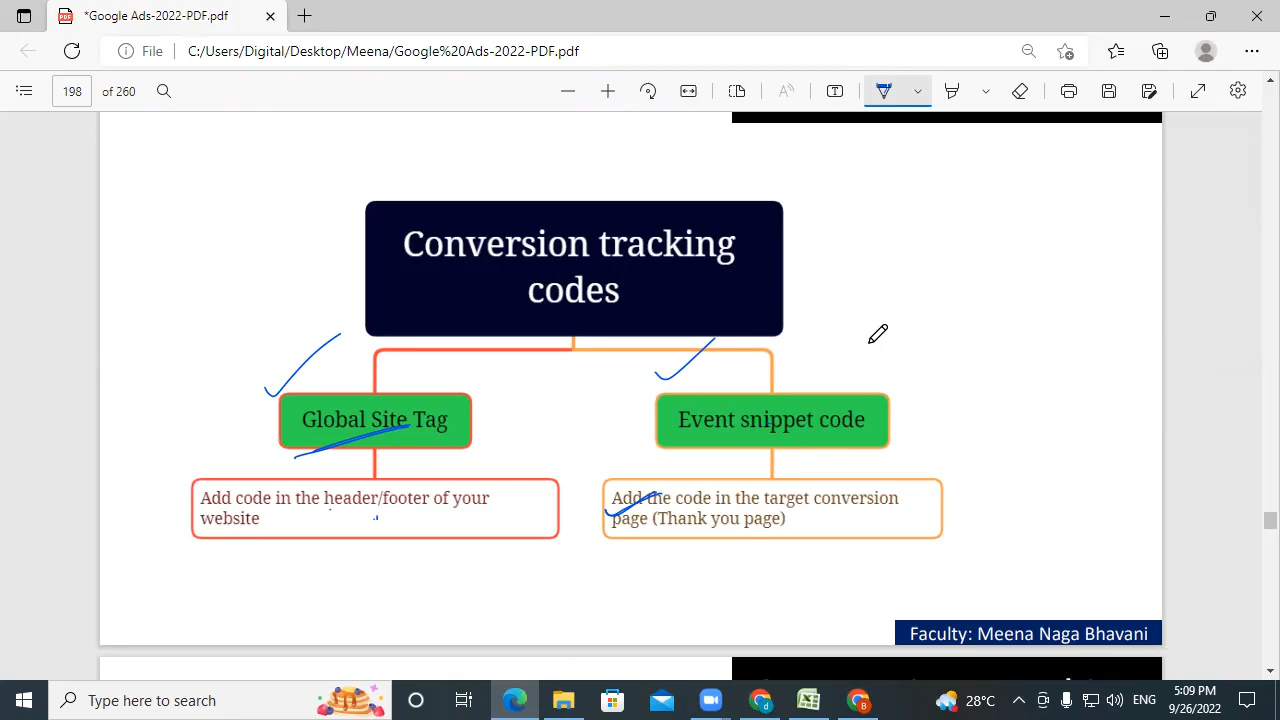 *Google Ads-2022-PDF.pdf
File
C:/Users/Digital/Desktop/Meena/Google%20Ads-2022-PDF.pdf
198 of 260
Conversion tracking
codes
Global Site Tag
Event snippet code
Add code in the header/footer of your
website
Add the code in the target conversion
page (Thank you page)
Faculty: Meena Naga Bhavani
Type here to search
28°C
ENG
5:09 PM
9/26/2022